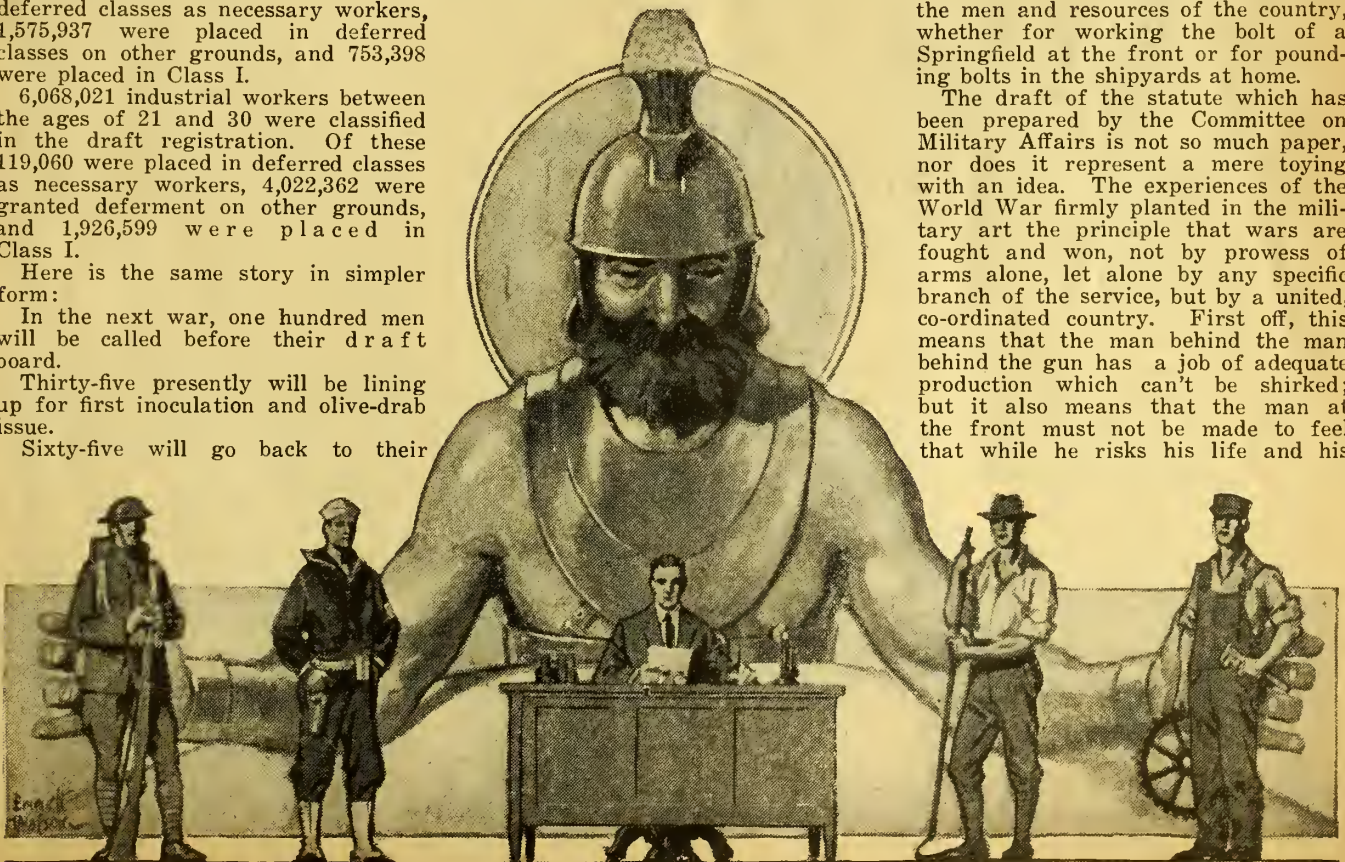 deferred classes as necessary workers,
1,575,937 were placed in deferred
classes on other grounds, and 753,398
were placed in Class I.
6,068,021 industrial workers between
the ages of 21 and 30 were classified
in the draft registration. Of these
119,060 were placed in deferred classes
as necessary workers, 4,022,362 were
granted deferment on other grounds,
and 1,926,599 were placed in
Class I.
Here is the same story in simpler
form:
In the next war, one hundred men
will be called before their draft
board.
Thirty-five presently will be lining
up for first inoculation and olive-drab
issue.
Sixty-five will go back to their
the men and resources of the country,
whether for working the bolt of a
Springfield at the front or for pound-
ing bolts in the shipyards at home.
The draft of the statute which has
been prepared by the Committee on
Military Affairs is not so much paper,
nor does it represent a mere toying
with an idea. The experiences of the
World War firmly planted in the mili-
tary art the principle that wars are
fought and won, not by prowess of
arms alone, let alone by any specific
branch of the service, but by a united,
co-ordinated country. First off, this
means that the man behind the man
behind the gun has a job of adequate
production which can't be shirked;
but it also means that the man at
the front must not be made to feel
that while he risks his life and his